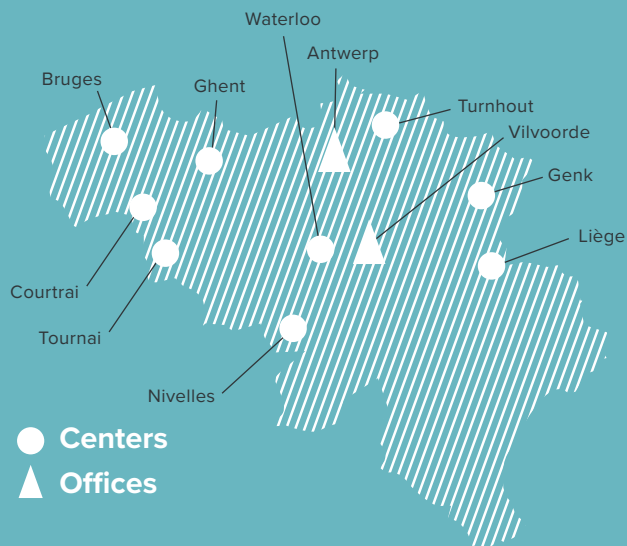 Waterloo
Antwerp
Bruges
Ghent
Turnhout
Vilvoorde
Genk
Liège
Courtrai
Tournai
Nivelles
Centers
Offices